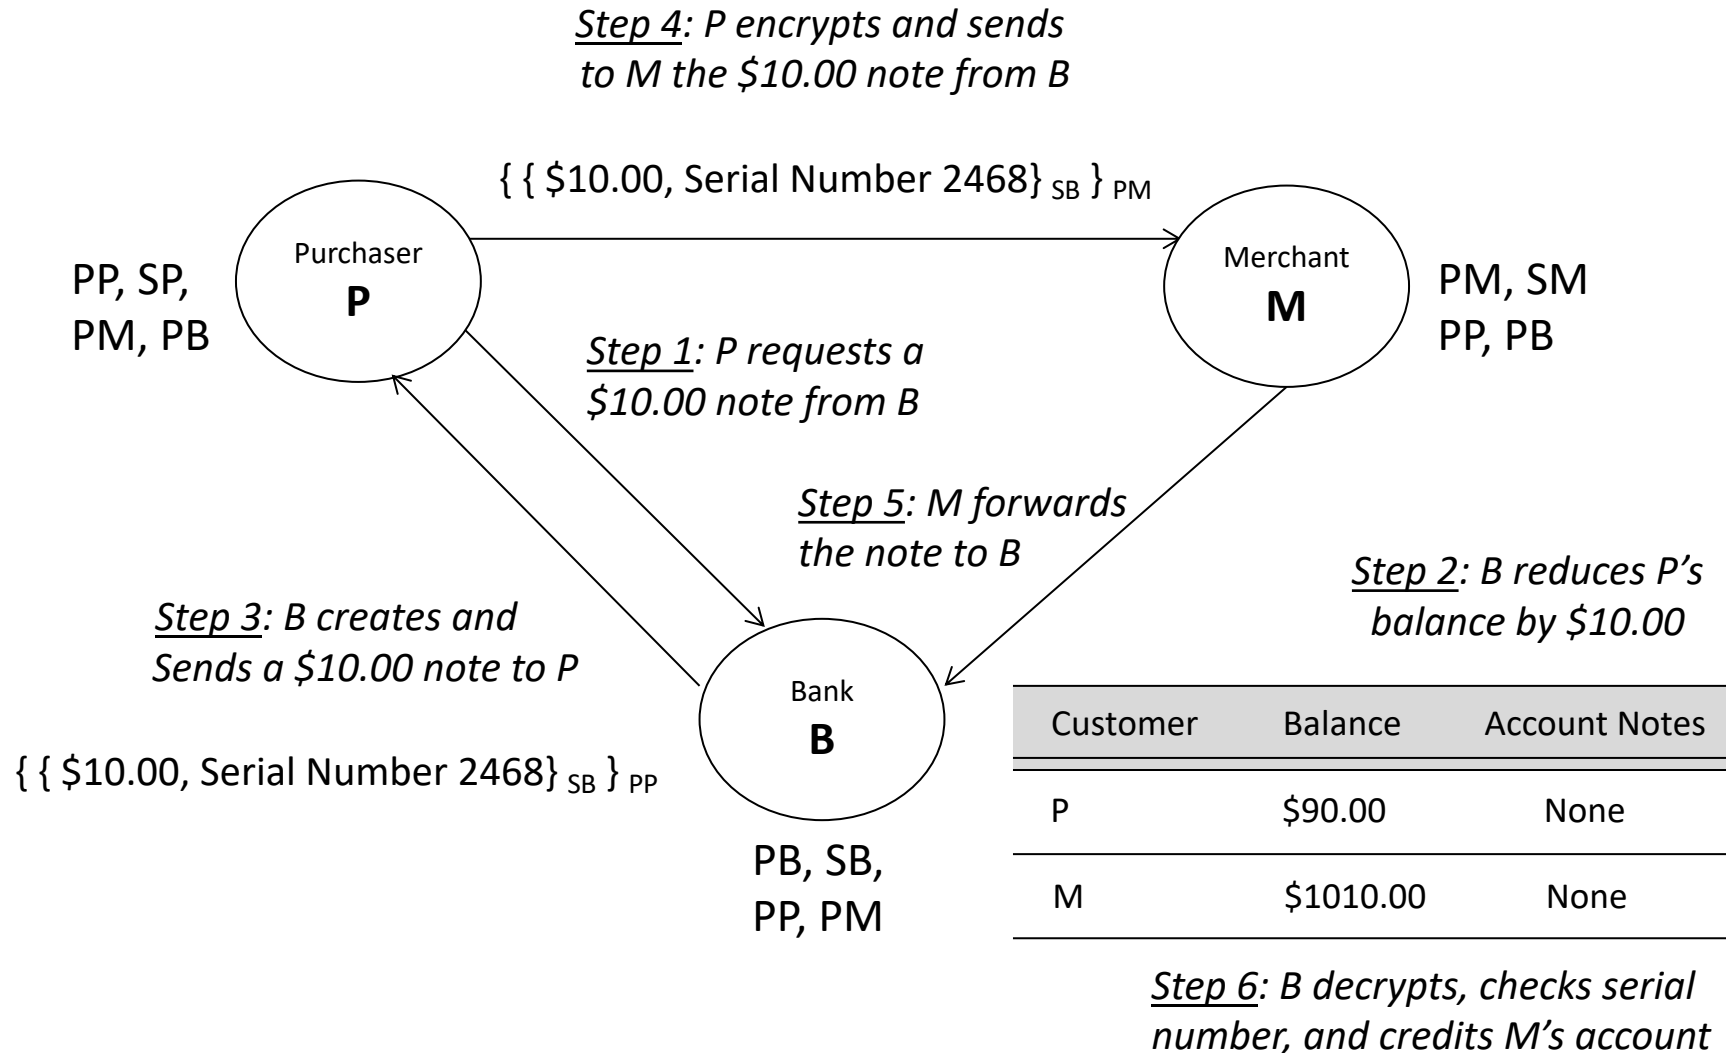 Step 4: P encrypts and sends
to M the $10.00 note from B
{ { $10.00, Serial Number 2468} SB } PM
Purchaser
P
PP, SP,
PM, PB
Merchant
M
PM, SM
PP, PB
Step 1: P requests a
$10.00 note from B
Step 5: M forwards
the note to B
Step 2: B reduces P’s
balance by $10.00
Step 3: B creates and
Sends a $10.00 note to P
{ { $10.00, Serial Number 2468} SB } PP
Bank
B
PB, SB,
PP, PM
Customer Balance Account Notes
P $90.00 None
M $1010.00 None
Step 6: B decrypts, checks serial
number, and credits M’s account